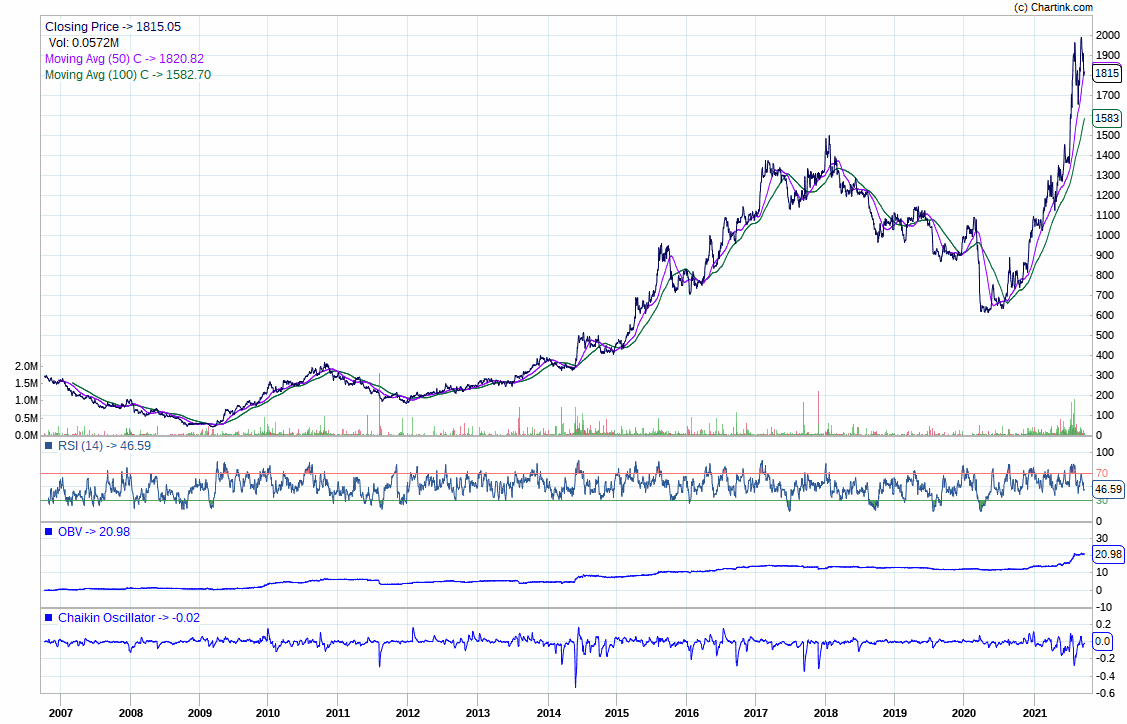 (c) Chartink.com
Closing Price -> 1815.05
Vol: 0.0572M
Moving Avg (50) C -> 1820.82
Moving Avg (100) C -> 1582.70
2000
1900
1815
1700
1583
1500
1400
1300
1200
1100
1000
900
800
700
600
500
400
300
200
100
0
2.0M
1.5M
1.0M
0.5M
0.0M
RSI (14) -> 46.59
100
70
46.59
30
0
OBV -> 20.98
30
20.98
10
0
-10
Chaikin Oscillator -> -0.02
0.2
0.0
-0.2
-0.4
-0.6
2007 2008 2009 2010 2011 2012 2013 2014 2015 2016 2017 2018 2019 2020 2021